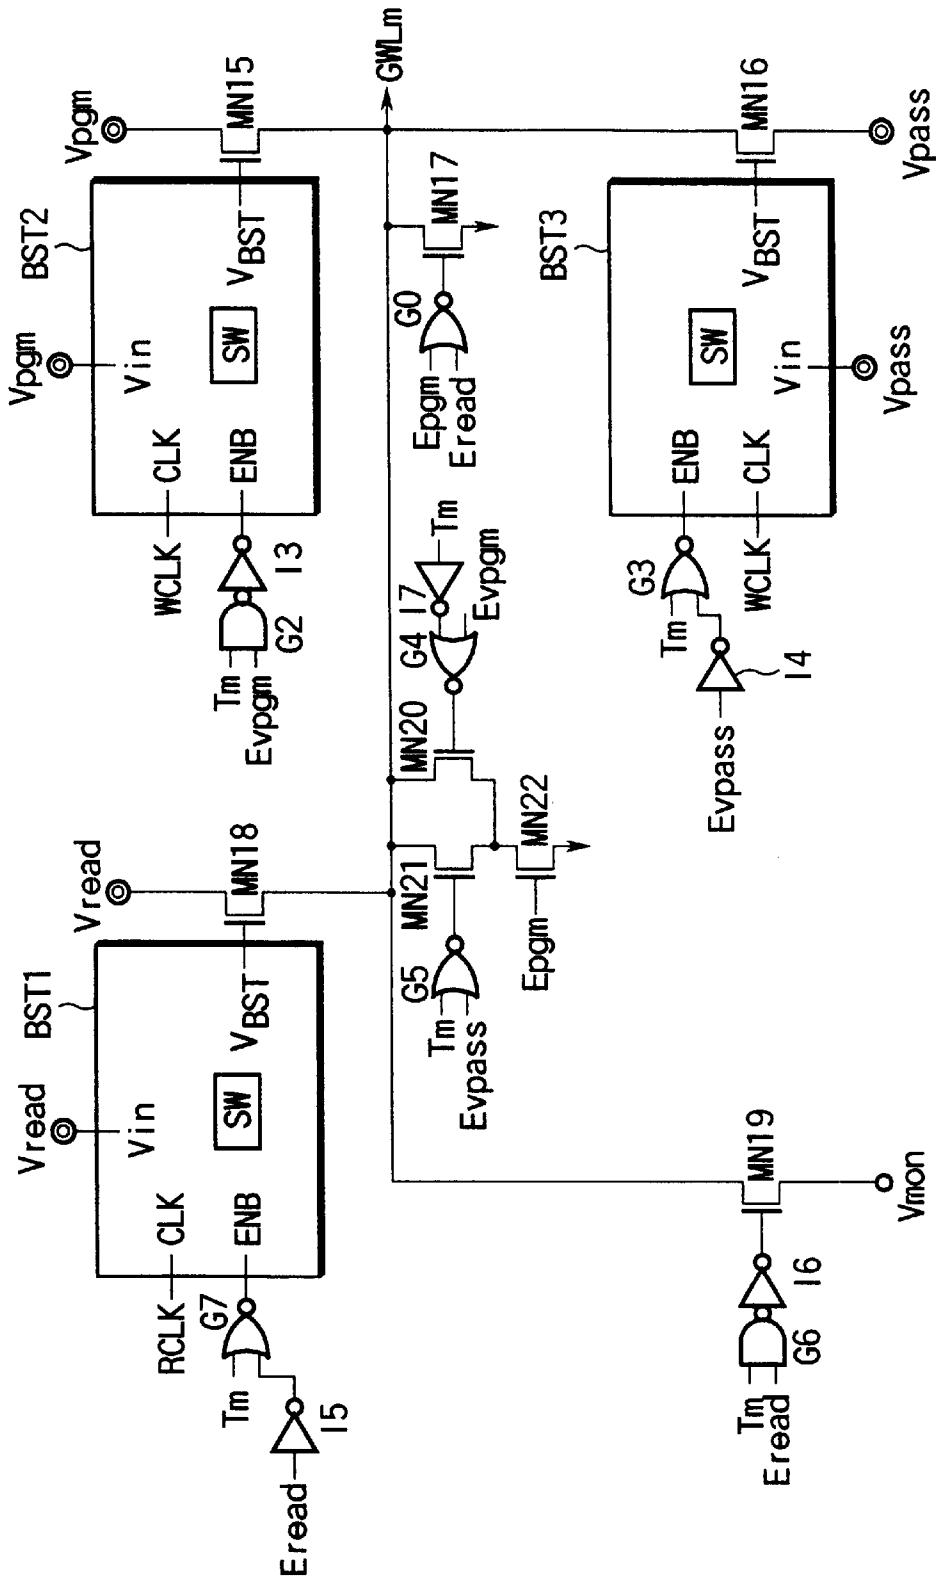 Vread
Vread
BST1
Vin
RCLK
CLK
SW
VBST
ENB
G7
Tm
I5
Eread
MN18
Vpgm
Vpgm
BST2
Vin
WCLK
CLK
SW
VBST
ENB
I3
G2
Tm
Evpgm
MN15
GWLm
MN21
G5
Tm
Evpass
MN20
G4
I7
Tm
Evpgm
MN22
Epgm
G0
Epgm
Eread
MN17
MN19
Tm
Eread
G6
I6
Vmon
BST3
G3
Tm
I4
Evpass
ENB
SW
VBST
WCLK
CLK
Vin
Vpass
MN16
Vpass